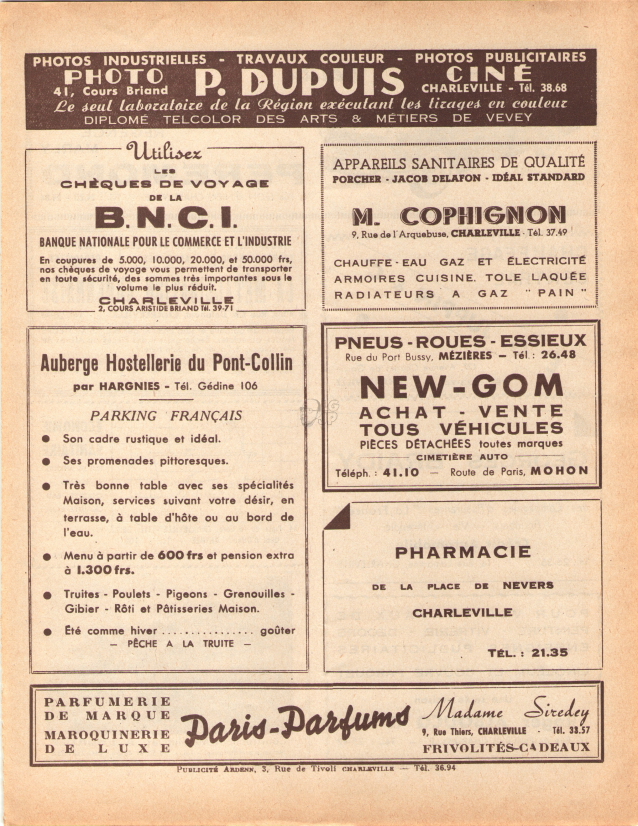 PHOTOS INDUSTRIELLES - TRAVAUX COULEUR - PHOTOS PUBLICITAIRES
PHOTO P. DUPUIS CINÉ
41, Cours Briand CHARLEVILLE - Tél. 38.68
Le seul laboratoire de la Région exécutant les tirages en couleur
DIPLOMÉ TELCOLOR DES ARTS & MÉTIERS DE VEVEY
Utilisez
LES
CHÈQUES DE VOYAGE
DE LA
B.N.C.I.
BANQUE NATIONALE POUR LE COMMERCE ET L'INDUSTRIE
En coupures de 5.000, 10.000, 20.000, et 50.000 frs,
nos chéques de voyage vous permettent de transporter
en toute sécurité, des sommes très importantes sous le
volume le plus réduit.
CHARLEVILLE
2, COURS ARISTIDE BRIAND Tél. 39-71
APPAREILS SANITAIRES DE QUALITÉ
PORCHER - JACOB DELAFON - IDÉAL STANDARD
M. COPHIGNON
9, Rue de l'Arquebuse, CHARLEVILLE - Tél. 37.49
CHAUFFE-EAU GAZ ET ÉLECTRICITÉ
ARMOIRES CUISINE. TOLE LAQUÉE
RADIATEURS A GAZ "PAIN"
Auberge Hostellerie du Pont-Collin
par HARGNIES - Tél. Gédine 106
PARKING FRANÇAIS
● Son cadre rustique et idéal.
● Ses promenades pittoresques.
● Très bonne table avec ses spécialités
Maison, services suivant votre désir, en
terrasse, à table d'hôte ou au bord de
l'eau.
● Menu à partir de 600 frs et pension extra
à 1.300 frs.
● Truites - Poulets - Pigeons - Grenouilles -
Gibier - Rôti et Pâtisseries Maison.
● Été comme hiver ................ goûter
— PÊCHE A LA TRUITE —
PNEUS - ROUES - ESSIEUX
Rue du Port Bussy, MÉZIÈRES — Tél : 26.48
NEW-GOM
ACHAT - VENTE
TOUS VÉHICULES
PIÈCES DÉTACHÉES toutes marques
— CIMETIÈRE AUTO —
Téléph. : 41.10 — Route de Paris, MOHON
PHARMACIE
DE LA PLACE DE NEVERS
CHARLEVILLE
TÉL. : 21.35
PARFUMERIE
DE MARQUE
MAROQUINERIE
DE LUXE
Paris-Parfums
Madame Siredey
9, Rue Thiers, CHARLEVILLE - Tél. 33.57
FRIVOLITÉS-CADEAUX
PUBLICITÉ ARDENN, 3, Rue de Tivoli CHARLEVILLE — Tél. 36.94